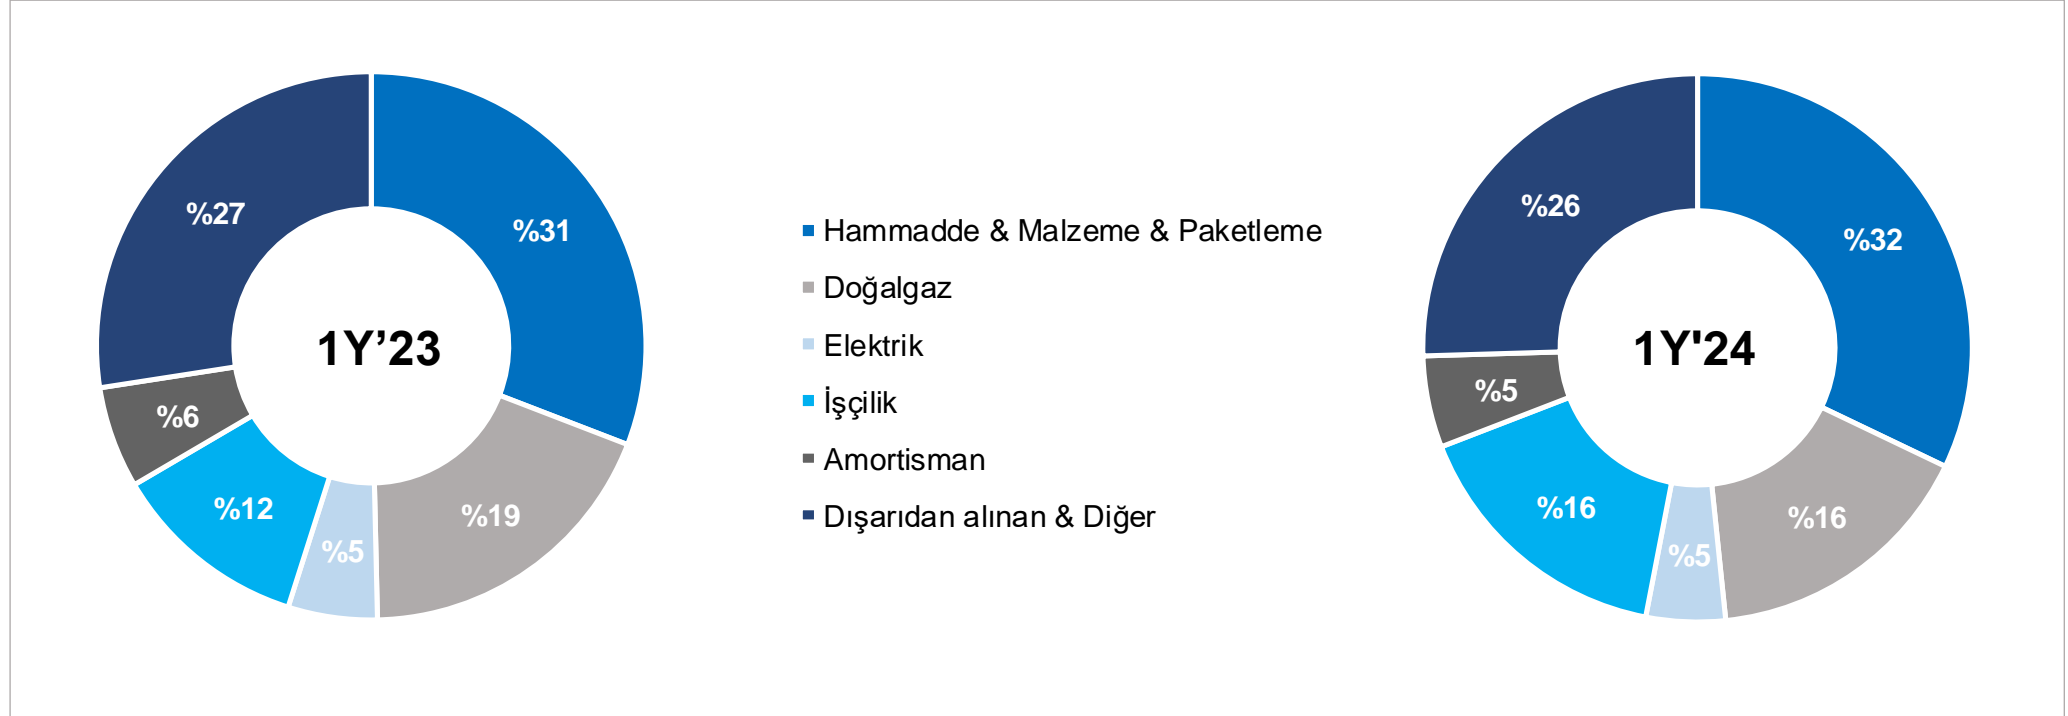 %27
%31
%6
%12
%5
%19
1Y’23
Hammadde & Malzeme & Paketleme
Doğalgaz
Elektrik
İşçilik
Amortisman
Dışarıdan alınan & Diğer
%26
%32
%5
%16
%5
%16
1Y'24